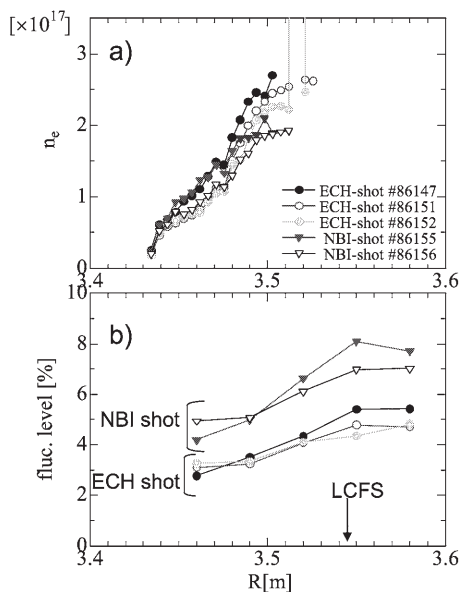 [×10¹⁷]
3
a)
2
nₑ
1
ECH-shot #86147
ECH-shot #86151
ECH-shot #86152
NBI-shot #86155
NBI-shot #86156
0
3.4 3.5 3.6
10
b)
8
fluc. level [%]
6
NBI shot
4
ECH shot
2
LCFS
0
3.4 3.5 3.6
R[m]